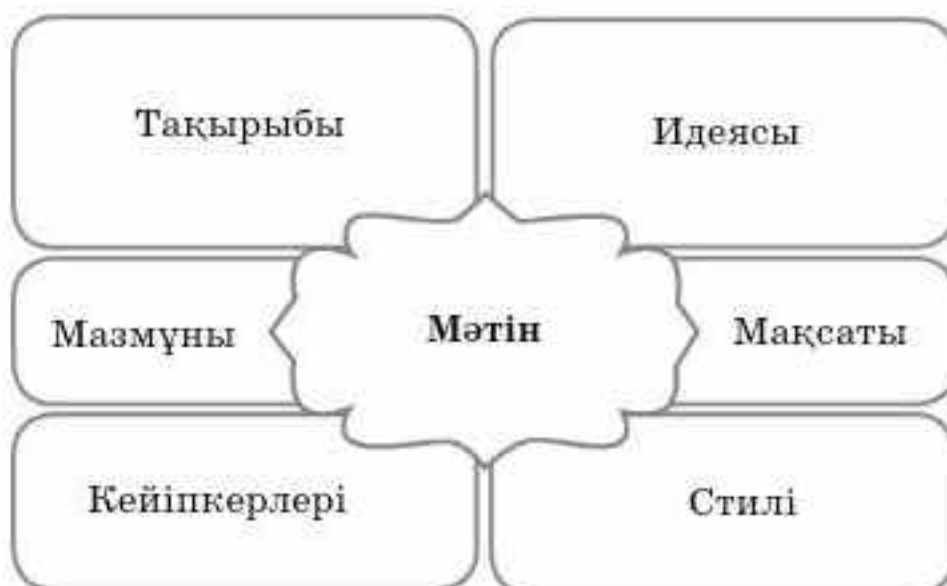 Тақырыбы
Идеясы
Мазмұны
Мәтін
Мақсаты
Кейіпкерлері
Стилі